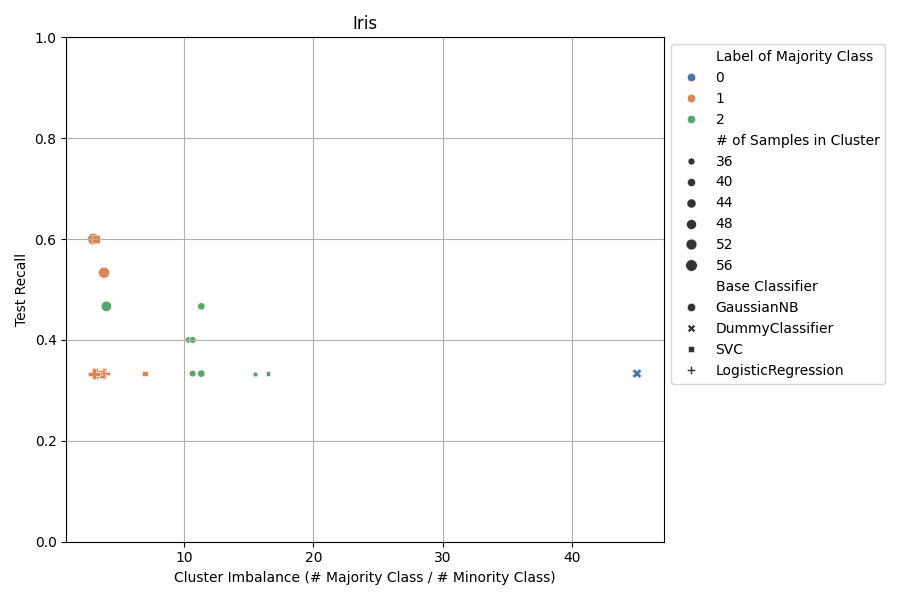 Iris
Test Recall
1.0
0.8
0.6
0.4
0.2
0.0
10
20
30
40
Cluster Imbalance (# Majority Class / # Minority Class)
Label of Majority Class
0
1
2
# of Samples in Cluster
36
40
44
48
52
56
Base Classifier
GaussianNB
DummyClassifier
SVC
LogisticRegression